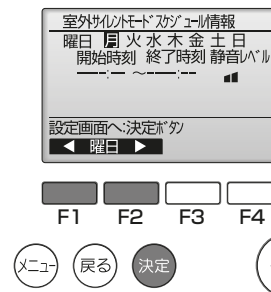 室外ｻｲﾚﾝﾄﾓｰﾄﾞｽｹｼﾞｭｰﾙ情報
曜日 月 火 水 木 金 土 日
開始時刻 終了時刻 静音ﾚﾍﾞﾙ
--:-- ~--:--
設定画面へ:決定ﾎﾞﾀﾝ
◀ 曜日 ▶
F1 F2 F3 F4
メニュー 戻る 決定